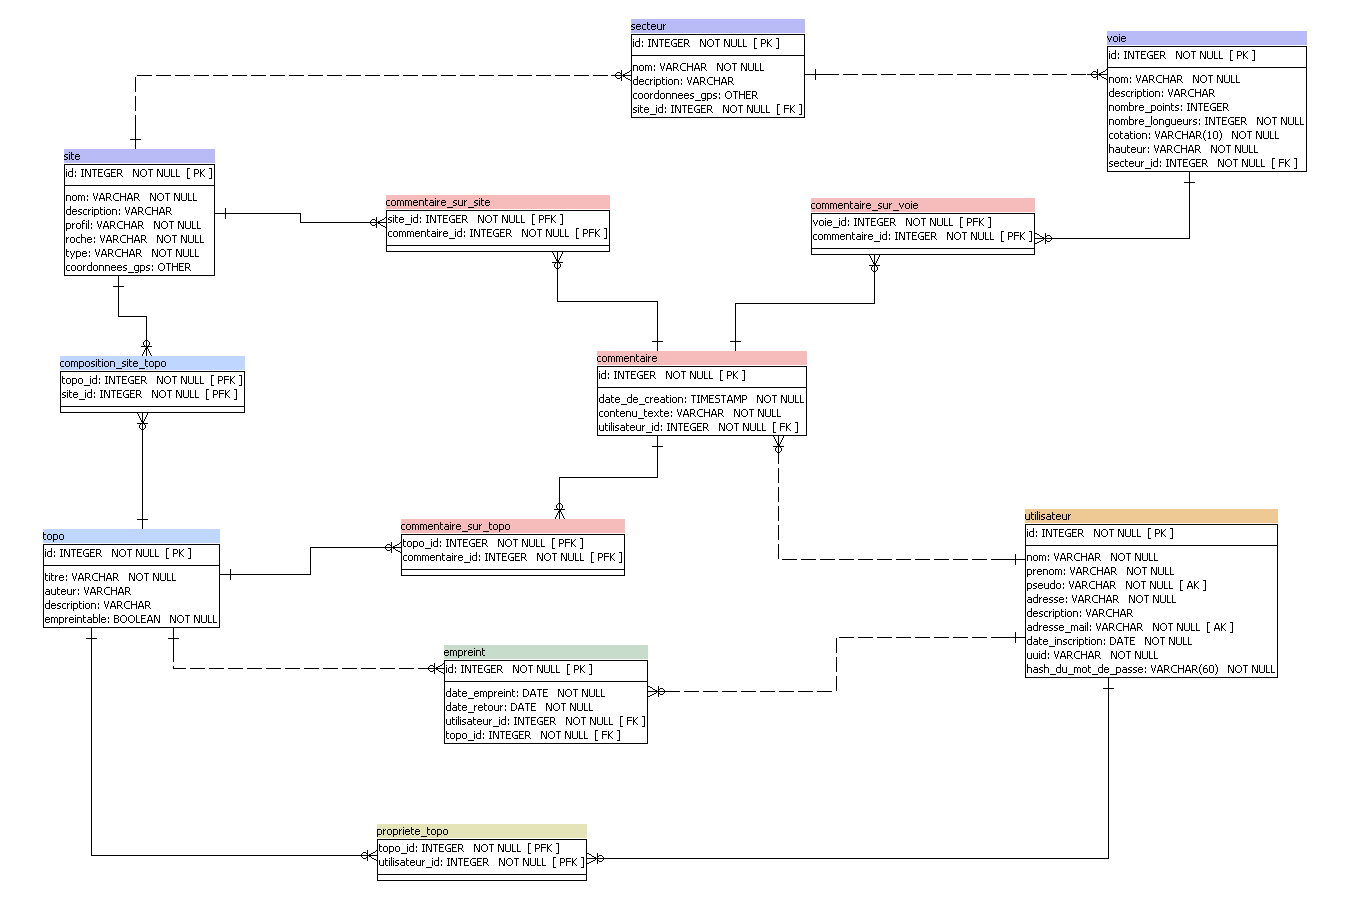 secteur
id: INTEGER NOT NULL [ PK ]
nom: VARCHAR NOT NULL
decription: VARCHAR
coordonnees_gps: OTHER
site_id: INTEGER NOT NULL [ FK ]
voie
id: INTEGER NOT NULL [ PK ]
nom: VARCHAR NOT NULL
description: VARCHAR
nombre_points: INTEGER
nombre_longueurs: INTEGER NOT NULL
cotation: VARCHAR(10) NOT NULL
hauteur: VARCHAR NOT NULL
secteur_id: INTEGER NOT NULL [ FK ]
site
id: INTEGER NOT NULL [ PK ]
nom: VARCHAR NOT NULL
description: VARCHAR
profil: VARCHAR NOT NULL
roche: VARCHAR NOT NULL
type: VARCHAR NOT NULL
coordonnees_gps: OTHER
commentaire_sur_site
site_id: INTEGER NOT NULL [ PFK ]
commentaire_id: INTEGER NOT NULL [ PFK ]
commentaire_sur_voie
voie_id: INTEGER NOT NULL [ PFK ]
commentaire_id: INTEGER NOT NULL [ PFK ]
composition_site_topo
topo_id: INTEGER NOT NULL [ PFK ]
site_id: INTEGER NOT NULL [ PFK ]
commentaire
id: INTEGER NOT NULL [ PK ]
date_de_creation: TIMESTAMP NOT NULL
contenu_texte: VARCHAR NOT NULL
utilisateur_id: INTEGER NOT NULL [ FK ]
topo
id: INTEGER NOT NULL [ PK ]
titre: VARCHAR NOT NULL
auteur: VARCHAR
description: VARCHAR
empreintable: BOOLEAN NOT NULL
commentaire_sur_topo
topo_id: INTEGER NOT NULL [ PFK ]
commentaire_id: INTEGER NOT NULL [ PFK ]
utilisateur
id: INTEGER NOT NULL [ PK ]
nom: VARCHAR NOT NULL
prenom: VARCHAR NOT NULL
pseudo: VARCHAR NOT NULL [ AK ]
adresse: VARCHAR NOT NULL
description: VARCHAR
adresse_mail: VARCHAR NOT NULL [ AK ]
date_inscription: DATE NOT NULL
uuid: VARCHAR NOT NULL
hash_du_mot_de_passe: VARCHAR(60) NOT NULL
empreint
id: INTEGER NOT NULL [ PK ]
date_empreint: DATE NOT NULL
date_retour: DATE NOT NULL
utilisateur_id: INTEGER NOT NULL [ FK ]
topo_id: INTEGER NOT NULL [ FK ]
propriete_topo
topo_id: INTEGER NOT NULL [ PFK ]
utilisateur_id: INTEGER NOT NULL [ PFK ]